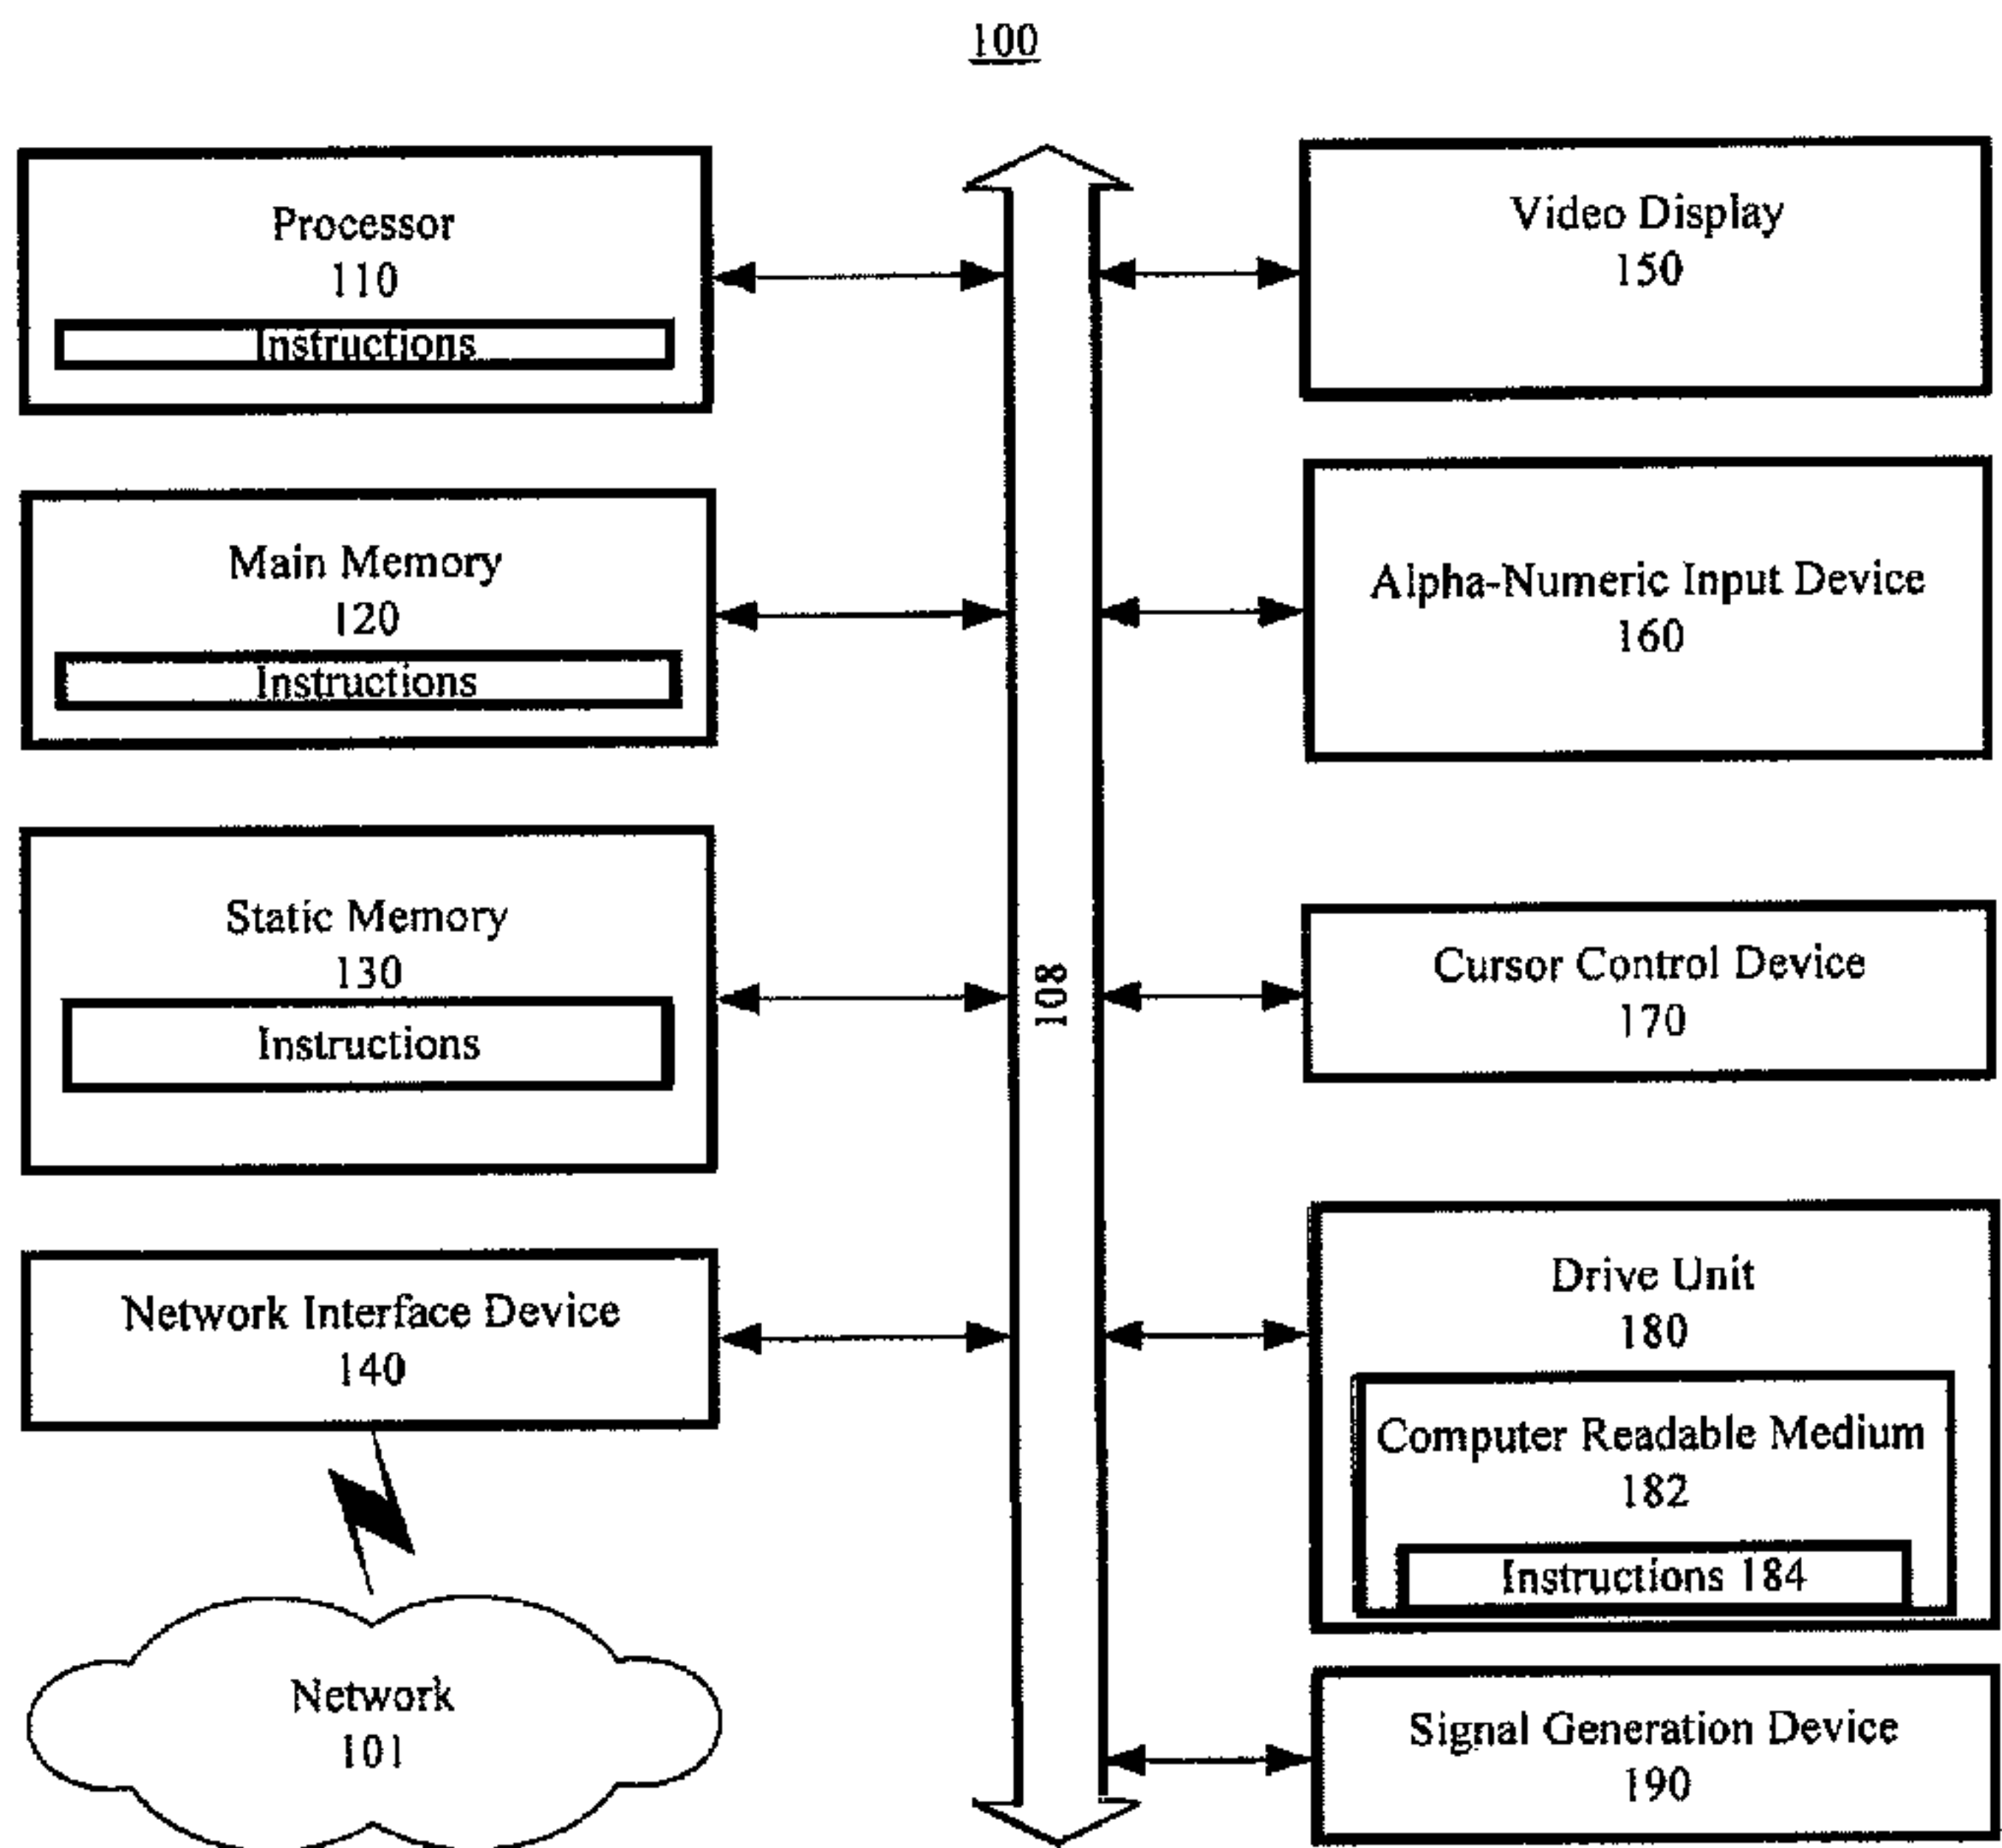 100
Processor
110
Instructions
Main Memory
120
Instructions
Static Memory
130
Instructions
Network Interface Device
140
Network
101
108
Video Display
150
Alpha-Numeric Input Device
160
Cursor Control Device
170
Drive Unit
180
Computer Readable Medium
182
Instructions 184
Signal Generation Device
190